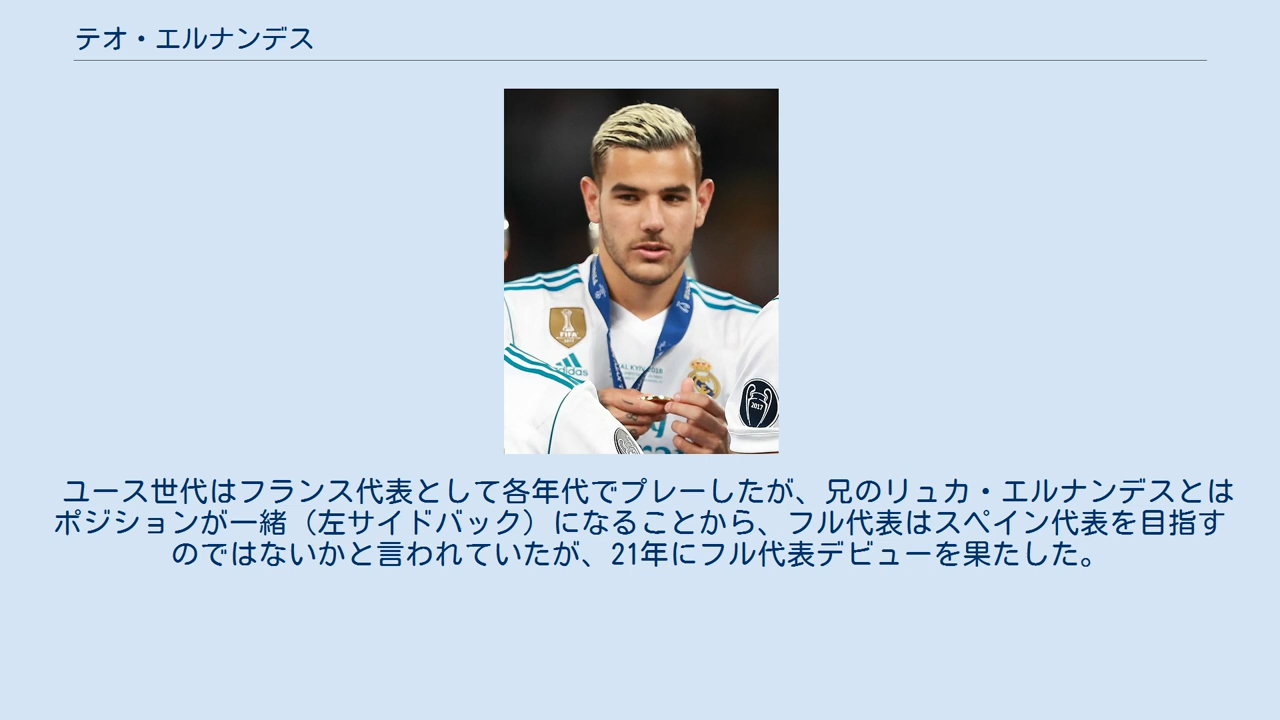 テオ・エルナンデス
FIFA
2017
adidas
2017
ユース世代はフランス代表として各年代でプレーしたが、兄のリュカ・エルナンデスとは
ポジションが一緒（左サイドバック）になることから、フル代表はスペイン代表を目指す
のではないかと言われていたが、21年にフル代表デビューを果たした。